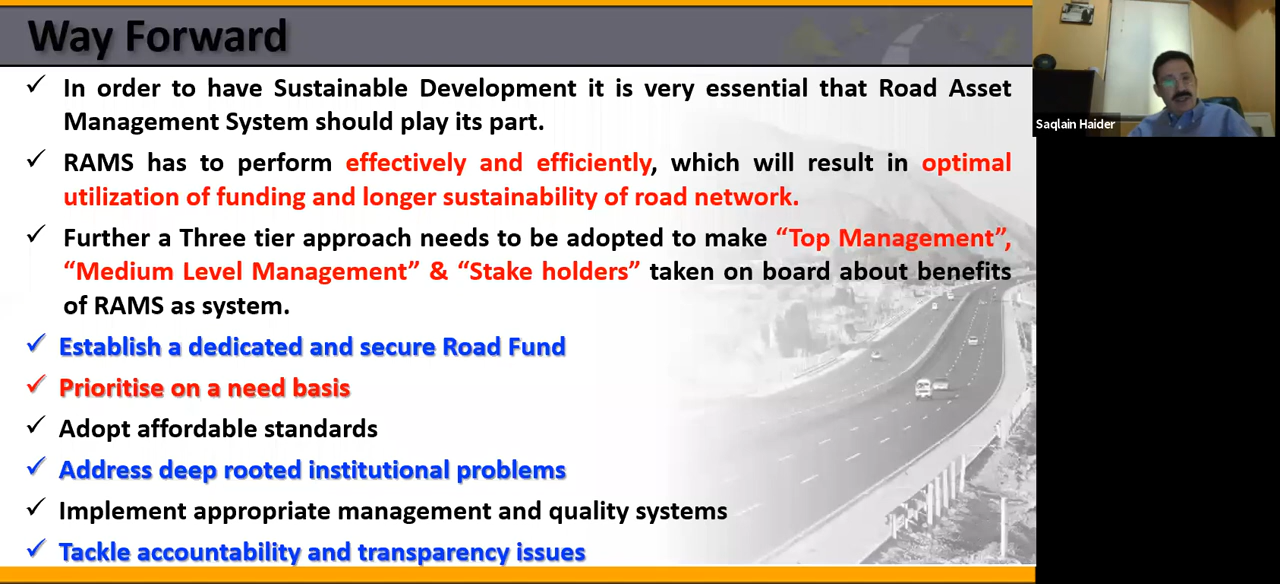 Way Forward
✓ In order to have Sustainable Development it is very essential that Road Asset
Management System should play its part.
✓ RAMS has to perform effectively and efficiently, which will result in optimal
utilization of funding and longer sustainability of road network.
✓ Further a Three tier approach needs to be adopted to make “Top Management”,
“Medium Level Management” & “Stake holders” taken on board about benefits
of RAMS as system.
✓ Establish a dedicated and secure Road Fund
✓ Prioritise on a need basis
✓ Adopt affordable standards
✓ Address deep rooted institutional problems
✓ Implement appropriate management and quality systems
✓ Tackle accountability and transparency issues
Saqlain Haider